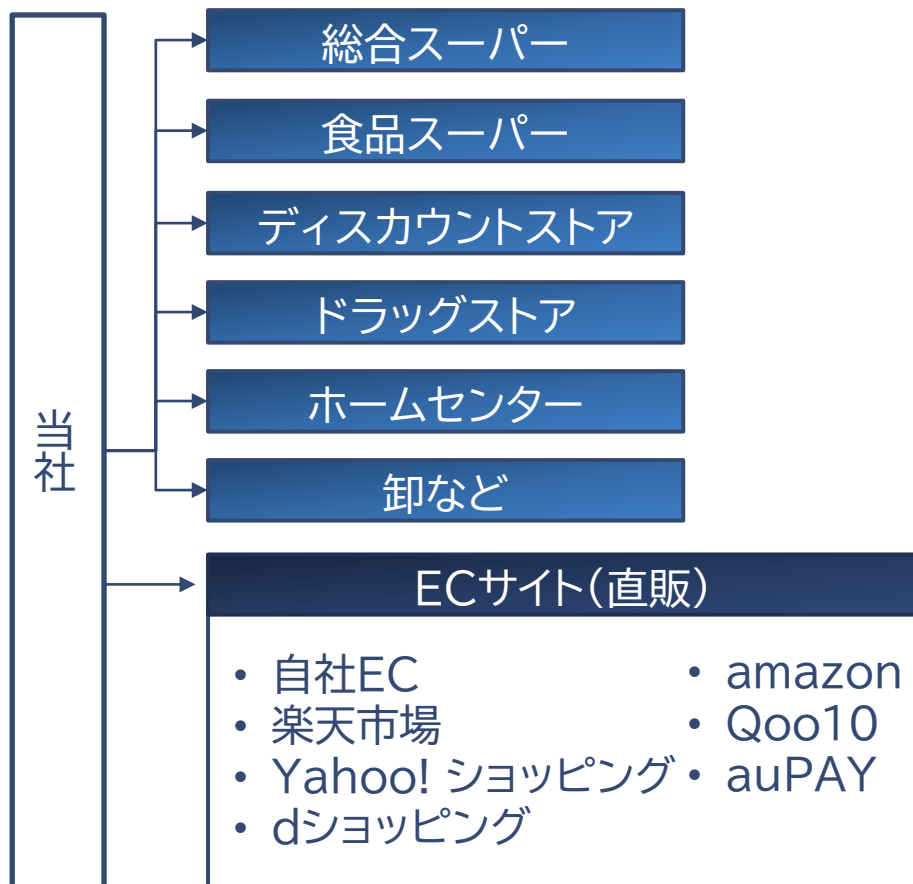 総合スーパー
食品スーパー
ディスカウントストア
ドラッグストア
ホームセンター
卸など
当社
ECサイト(直販)
• 自社EC
• 楽天市場
• Yahoo! ショッピング
• dショッピング
• amazon
• Qoo10
• auPAY